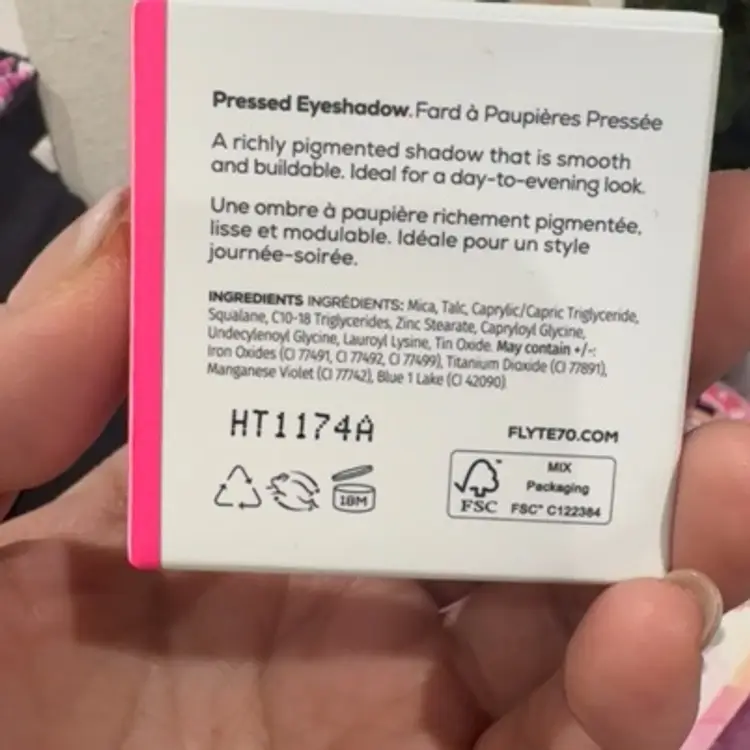 Pressed Eyeshadow. Fard à Paupières Pressée
A richly pigmented shadow that is smooth
and buildable. Ideal for a day-to-evening look.
Une ombre à paupière richement pigmentée,
lisse et modulable. Idéale pour un style
journée-soirée.
INGREDIENTS INGRÉDIENTS: Mica, Talc, Caprylic/Capric Triglyceride,
Squalane, C10-18 Triglycerides, Zinc Stearate, Capryloyl Glycine,
Undecylenoyl Glycine, Lauroyl Lysine, Tin Oxide. May contain +/-:
Iron Oxides (CI 77491, CI 77492, CI 77499), Titanium Dioxide (CI 77891),
Manganese Violet (CI 77742), Blue 1 Lake (CI 42090)
HT1174A
FLYTE70.COM
18M
FSC
MIX
Packaging
FSC™ C122384